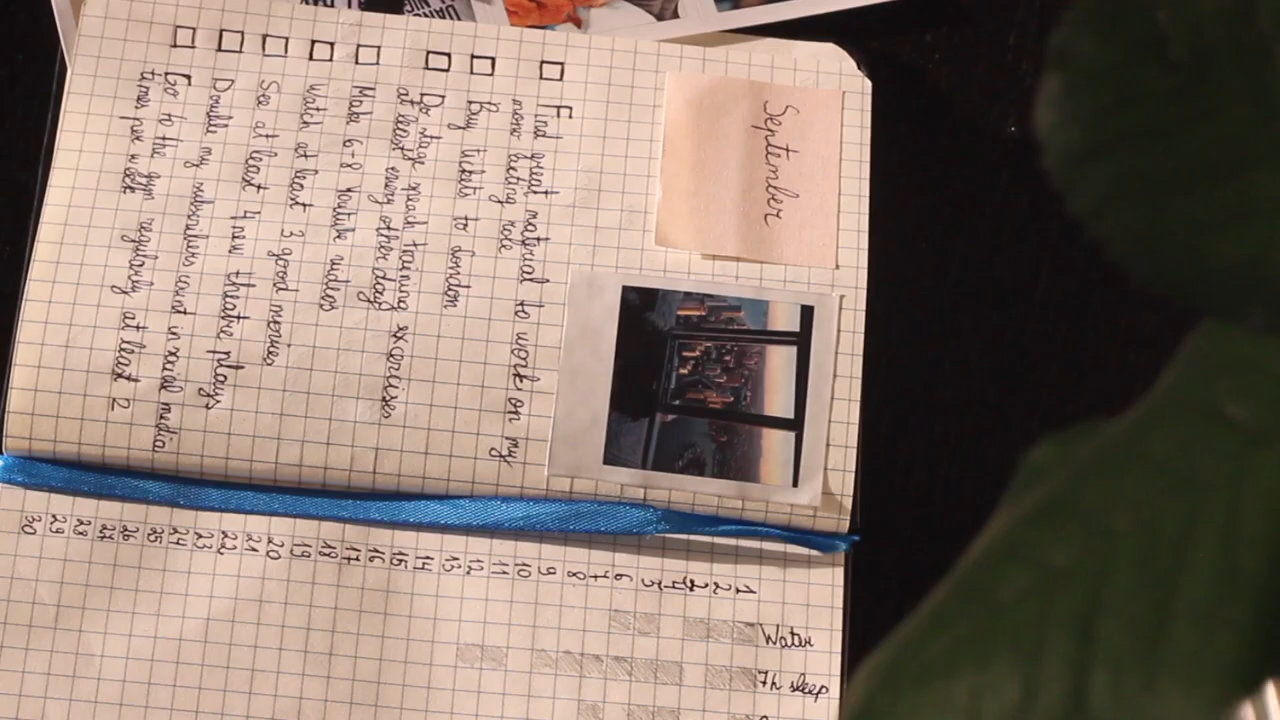 September
Find great material to work on my
mono acting role
Buy tickets to London
Do stage speach training exercises
at least every other day
Make 6-8 Youtube videos
Watch at least 3 good movies
See at least 4 new theatre plays
Double my subscribers count in social media
Go to the gym regularly at least 2
times per week
Water
7h sleep
1
2
3
4
5
6
7
8
9
10
11
12
13
14
15
16
17
18
19
20
21
22
23
24
25
26
27
28
29
30